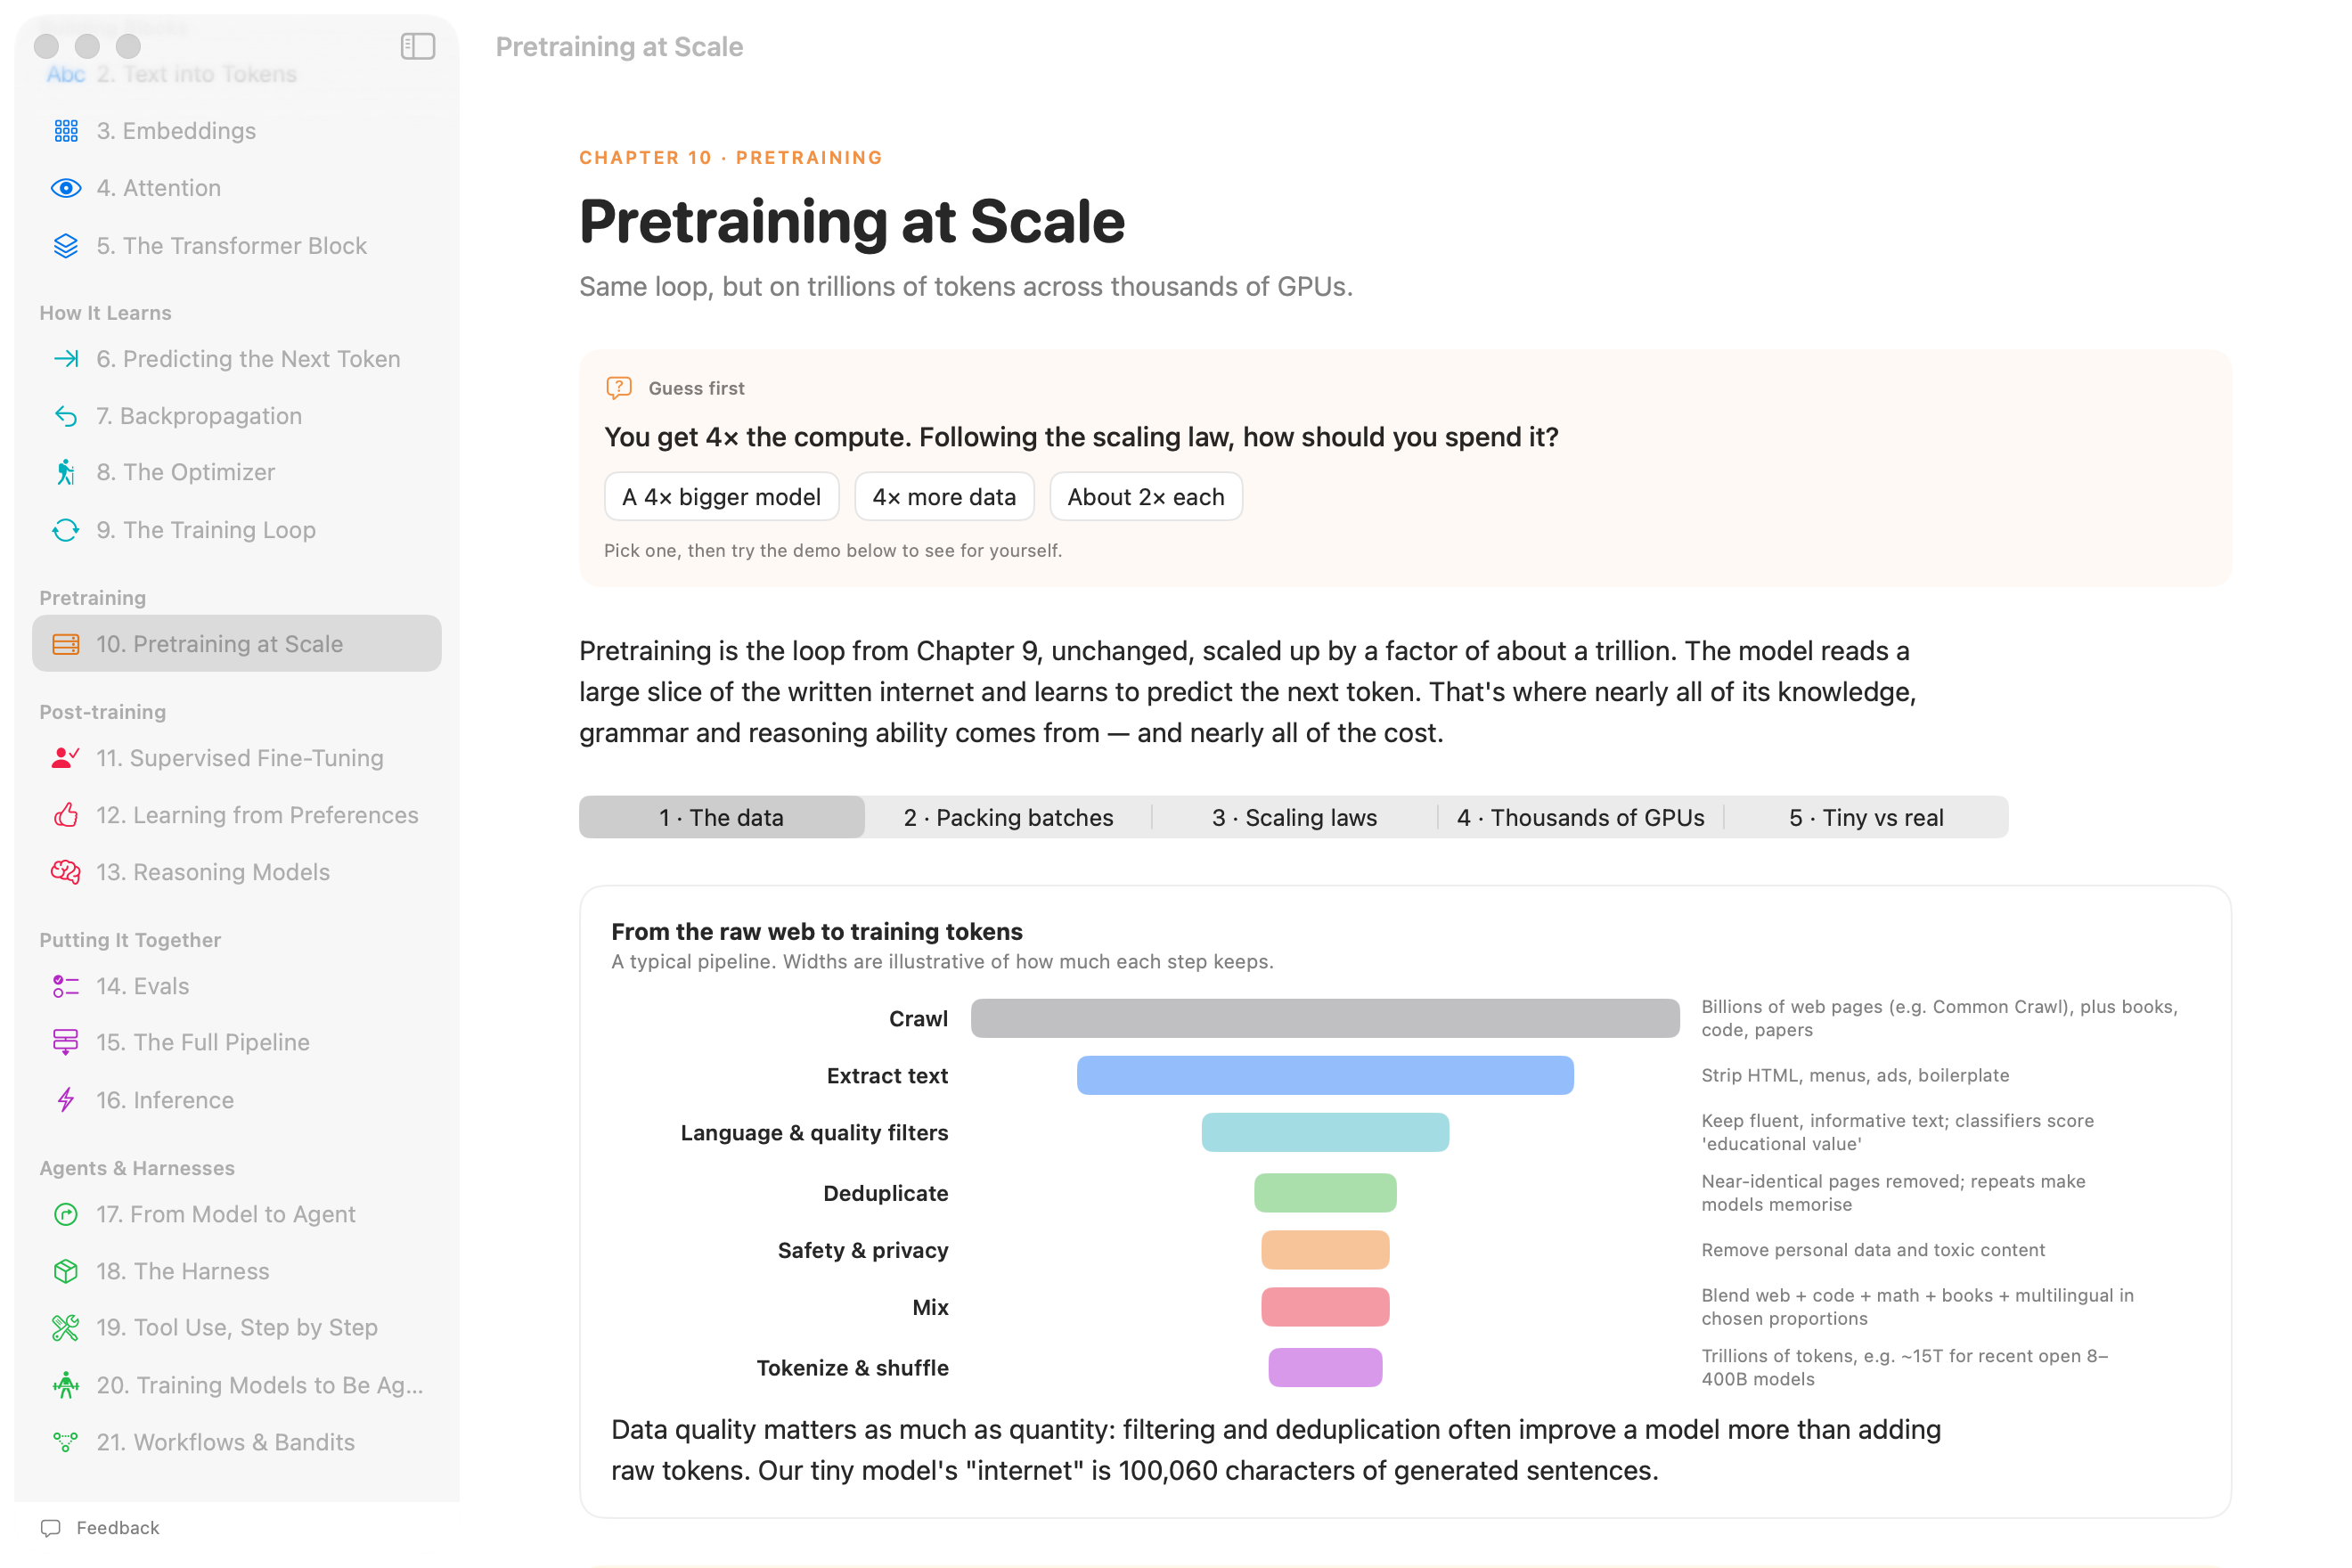 Abc 2. Text into Tokens
3. Embeddings
4. Attention
5. The Transformer Block
How It Learns
6. Predicting the Next Token
7. Backpropagation
8. The Optimizer
9. The Training Loop
Pretraining
10. Pretraining at Scale
Post-training
11. Supervised Fine-Tuning
12. Learning from Preferences
13. Reasoning Models
Putting It Together
14. Evals
15. The Full Pipeline
16. Inference
Agents & Harnesses
17. From Model to Agent
18. The Harness
19. Tool Use, Step by Step
20. Training Models to Be Ag...
21. Workflows & Bandits
Feedback
Pretraining at Scale
CHAPTER 10 · PRETRAINING
Pretraining at Scale
Same loop, but on trillions of tokens across thousands of GPUs.
Guess first
You get 4× the compute. Following the scaling law, how should you spend it?
A 4× bigger model
4× more data
About 2× each
Pick one, then try the demo below to see for yourself.
Pretraining is the loop from Chapter 9, unchanged, scaled up by a factor of about a trillion. The model reads a
large slice of the written internet and learns to predict the next token. That's where nearly all of its knowledge,
grammar and reasoning ability comes from — and nearly all of the cost.
1 · The data
2 · Packing batches
3 · Scaling laws
4 · Thousands of GPUs
5 · Tiny vs real
From the raw web to training tokens
A typical pipeline. Widths are illustrative of how much each step keeps.
Crawl
Billions of web pages (e.g. Common Crawl), plus books,
code, papers
Extract text
Strip HTML, menus, ads, boilerplate
Language & quality filters
Keep fluent, informative text; classifiers score
'educational value'
Deduplicate
Near-identical pages removed; repeats make
models memorise
Safety & privacy
Remove personal data and toxic content
Mix
Blend web + code + math + books + multilingual in
chosen proportions
Tokenize & shuffle
Trillions of tokens, e.g. ~15T for recent open 8–
400B models
Data quality matters as much as quantity: filtering and deduplication often improve a model more than adding
raw tokens. Our tiny model's "internet" is 100,060 characters of generated sentences.